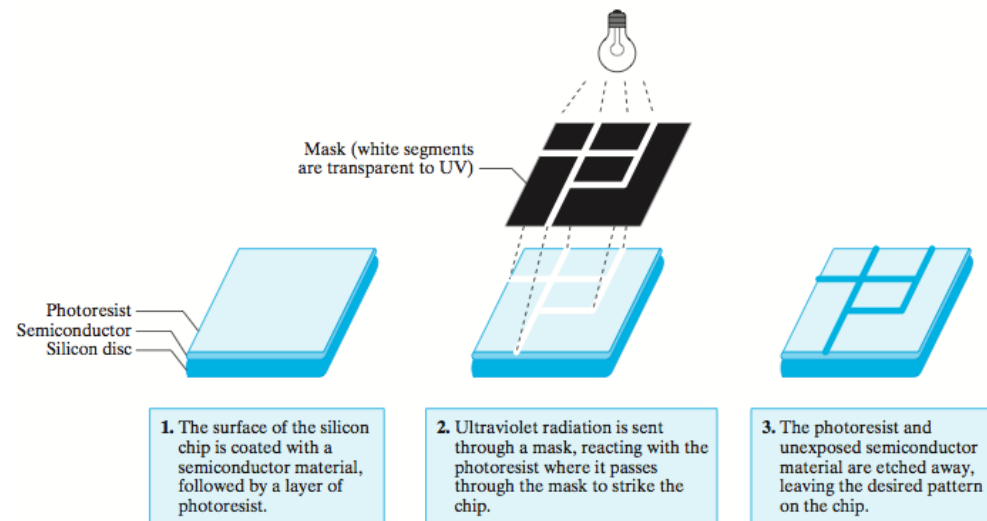 Mask (white segments
are transparent to UV)
Photoresist
Semiconductor
Silicon disc
1. The surface of the silicon
chip is coated with a
semiconductor material,
followed by a layer of
photoresist.
2. Ultraviolet radiation is sent
through a mask, reacting with the
photoresist where it passes
through the mask to strike the
chip.
3. The photoresist and
unexposed semiconductor
material are etched away,
leaving the desired pattern
on the chip.